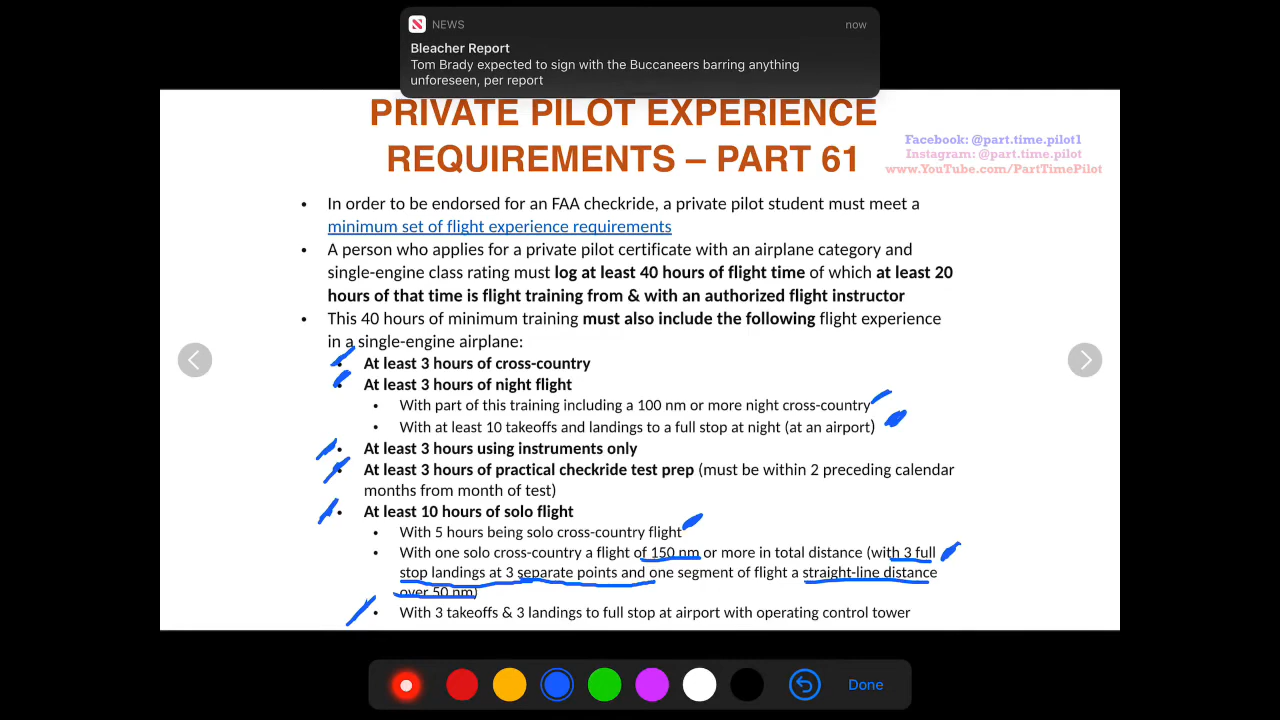 NEWS
now
Bleacher Report
Tom Brady expected to sign with the Buccaneers barring anything
unforeseen, per report
PRIVATE PILOT EXPERIENCE
REQUIREMENTS – PART 61
Facebook: @part.time.pilot1
Instagram: @part.time.pilot
www.YouTube.com/PartTimePilot
• In order to be endorsed for an FAA checkride, a private pilot student must meet a
minimum set of flight experience requirements
• A person who applies for a private pilot certificate with an airplane category and
single-engine class rating must log at least 40 hours of flight time of which at least 20
hours of that time is flight training from & with an authorized flight instructor
• This 40 hours of minimum training must also include the following flight experience
in a single-engine airplane:
• At least 3 hours of cross-country
• At least 3 hours of night flight
• With part of this training including a 100 nm or more night cross-country
• With at least 10 takeoffs and landings to a full stop at night (at an airport)
• At least 3 hours using instruments only
• At least 3 hours of practical checkride test prep (must be within 2 preceding calendar
months from month of test)
• At least 10 hours of solo flight
• With 5 hours being solo cross-country flight
• With one solo cross-country a flight of 150 nm or more in total distance (with 3 full
stop landings at 3 separate points and one segment of flight a straight-line distance
over 50 nm)
• With 3 takeoffs & 3 landings to full stop at airport with operating control tower
Done